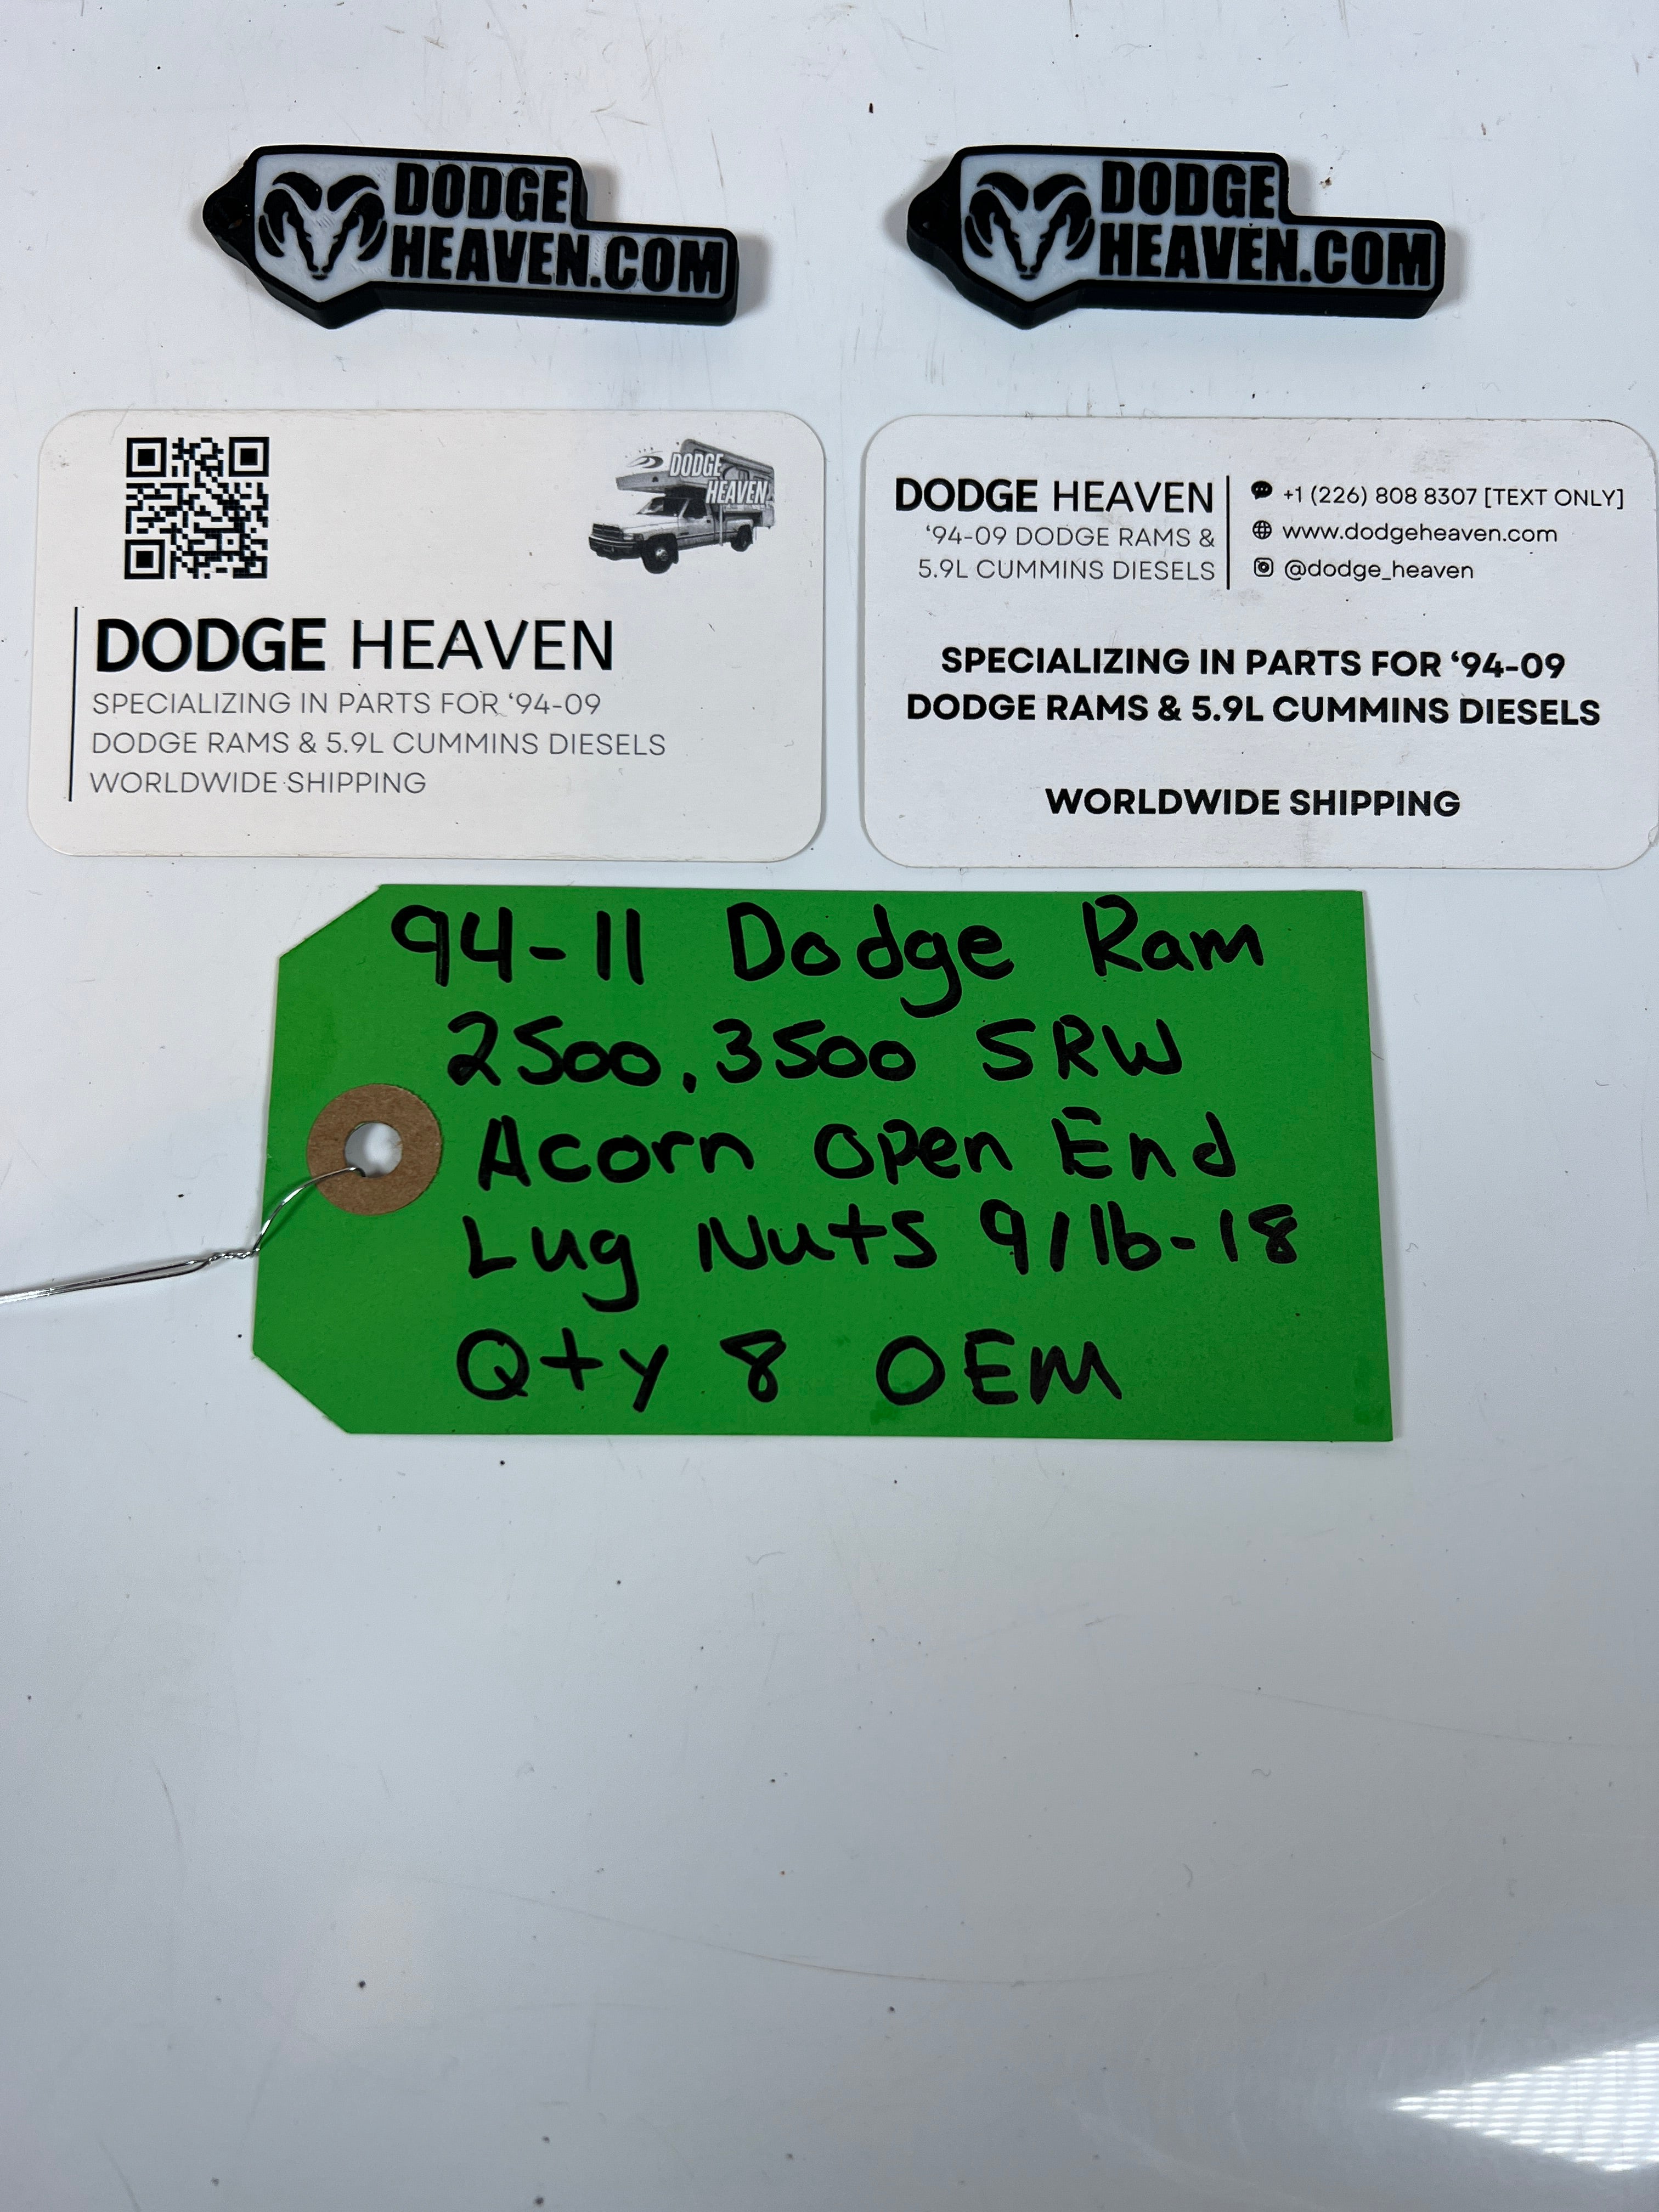 DODGE
HEAVEN.COM
DODGE
HEAVEN.COM
DODGE
HEAVEN
DODGE HEAVEN
SPECIALIZING IN PARTS FOR ‘94-09
DODGE RAMS & 5.9L CUMMINS DIESELS
WORLDWIDE SHIPPING
DODGE HEAVEN
‘94-09 DODGE RAMS &
5.9L CUMMINS DIESELS
+1 (226) 808 8307 [TEXT ONLY]
www.dodgeheaven.com
@dodge_heaven
SPECIALIZING IN PARTS FOR ‘94-09
DODGE RAMS & 5.9L CUMMINS DIESELS
WORLDWIDE SHIPPING
94-11 Dodge Ram
2500, 3500 SRW
Acorn Open End
Lug Nuts 9/16-18
Qty 8 OEM